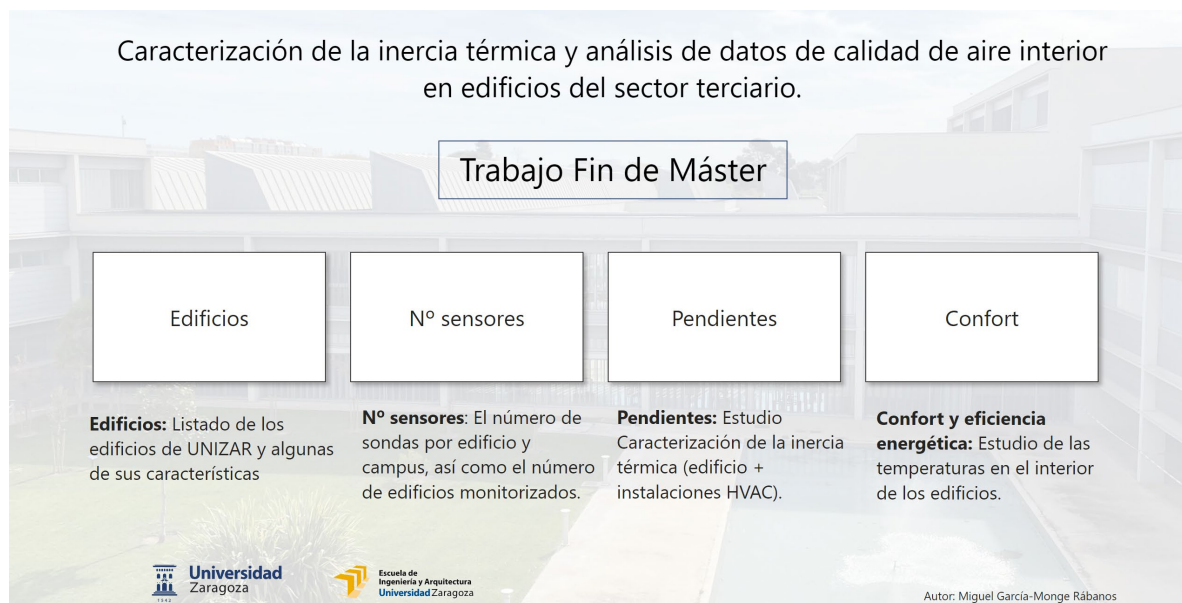 Caracterización de la inercia térmica y análisis de datos de calidad de aire interior
en edificios del sector terciario.
Trabajo Fin de Máster
Edificios
Nº sensores
Pendientes
Confort
Edificios: Listado de los
edificios de UNIZAR y algunas
de sus características
Nº sensores: El número de
sondas por edificio y
campus, así como el número
de edificios monitorizados.
Pendientes: Estudio
Caracterización de la inercia
térmica (edificio +
instalaciones HVAC).
Confort y eficiencia
energética: Estudio de las
temperaturas en el interior
de los edificios.
Universidad
Zaragoza
1542
Escuela de
Ingeniería y Arquitectura
Universidad Zaragoza
Autor: Miguel García-Monge Rábanos